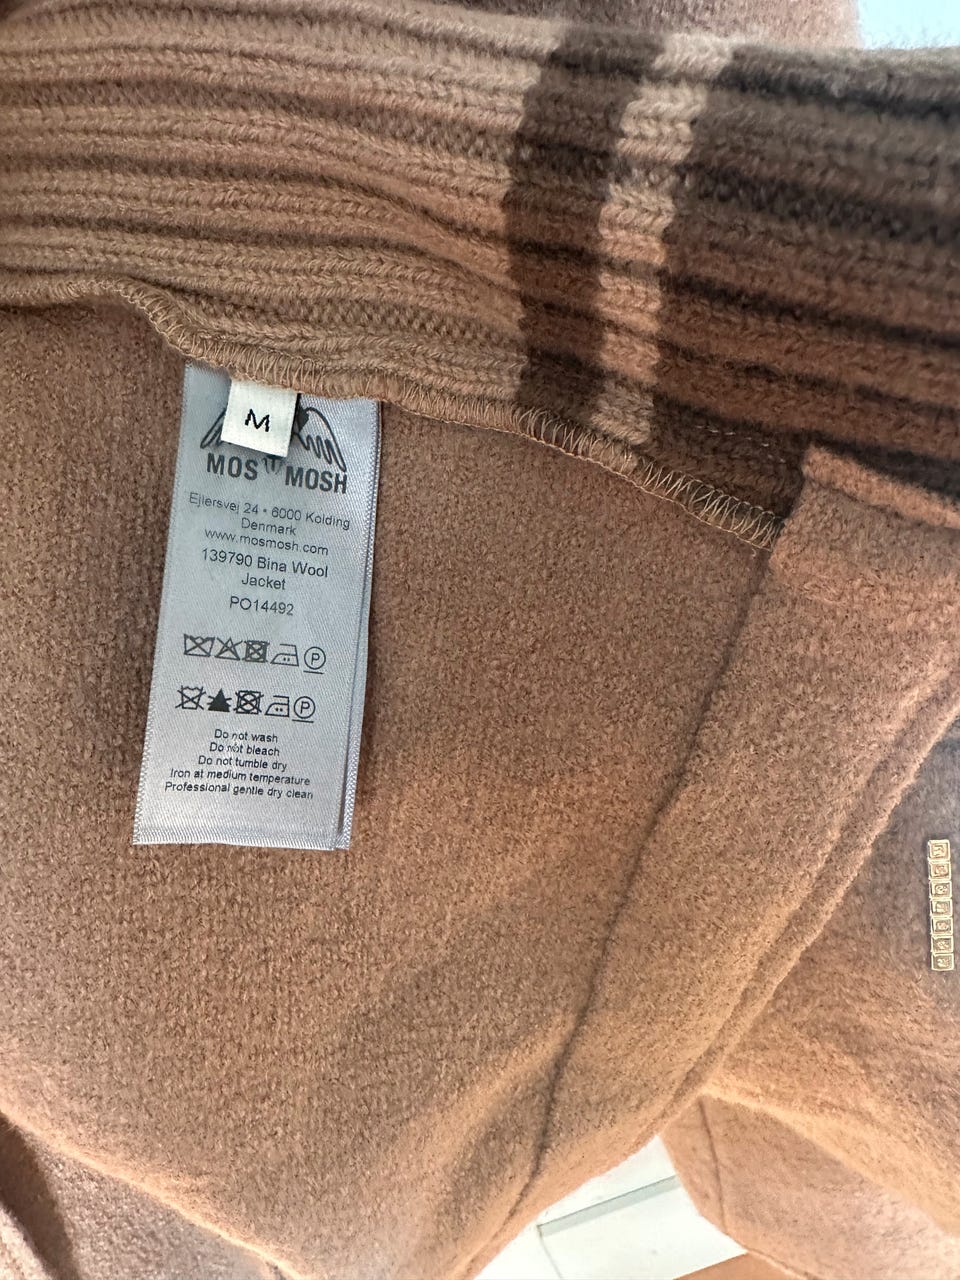 M
MOS MOSH
Ejlersvej 24 • 6000 Kolding
Denmark
www.mosmosh.com
139790 Bina Wool
Jacket
PO14492
P
P
Do not wash
Do not bleach
Do not tumble dry
Iron at medium temperature
Professional gentle dry clean